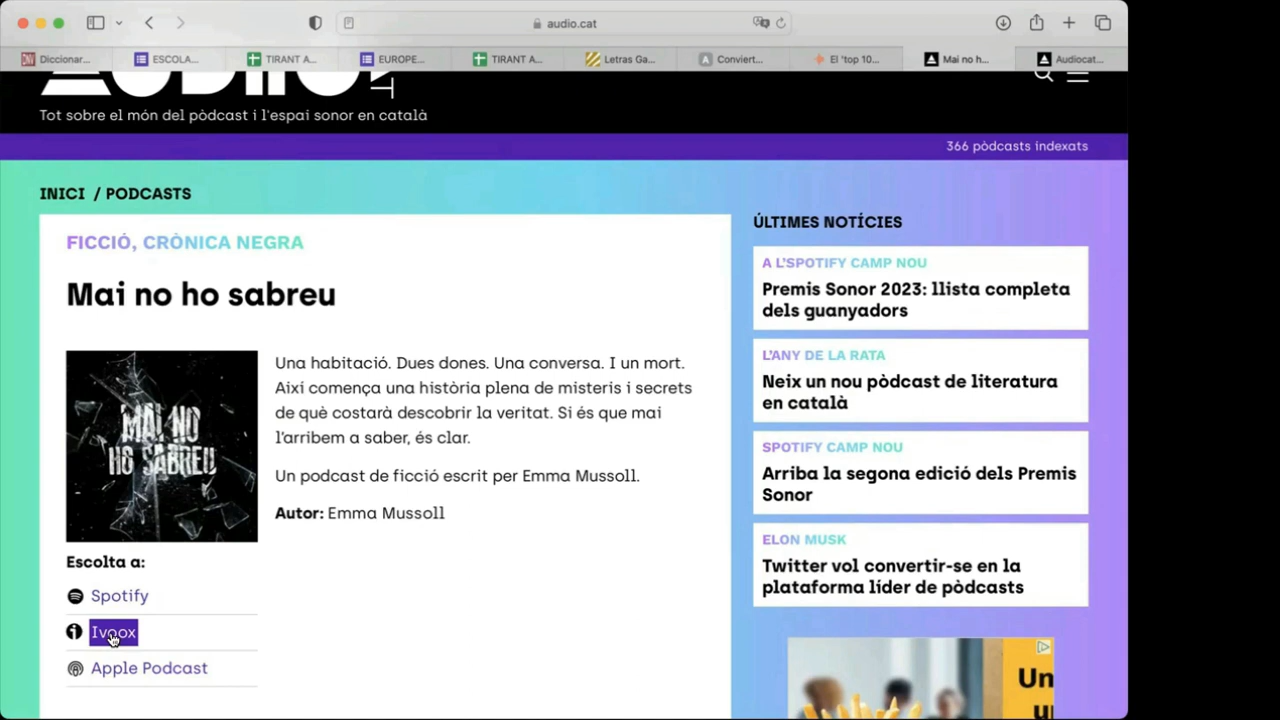 audio.cat
Diccionar...
ESCOLA...
TIRANT A...
EUROPE...
TIRANT A...
Letras Ga...
Conviert...
El 'top 10...
Mai no h...
Audiocat...
Tot sobre el món del pòdcast i l'espai sonor en català
366 pòdcasts indexats
INICI / PODCASTS
FICCIÓ, CRÒNICA NEGRA
Mai no ho sabreu
MAI NO
HO SABREU
Una habitació. Dues dones. Una conversa. I un mort.
Així comença una història plena de misteris i secrets
de què costarà descobrir la veritat. Si és que mai
l'arribem a saber, és clar.
Un podcast de ficció escrit per Emma Mussoll.
Autor: Emma Mussoll
Escolta a:
Spotify
Ivoox
Apple Podcast
ÚLTIMES NOTÍCIES
A L'SPOTIFY CAMP NOU
Premis Sonor 2023: llista completa
dels guanyadors
L'ANY DE LA RATA
Neix un nou pòdcast de literatura
en català
SPOTIFY CAMP NOU
Arriba la segona edició dels Premis
Sonor
ELON MUSK
Twitter vol convertir-se en la
plataforma líder de pòdcasts